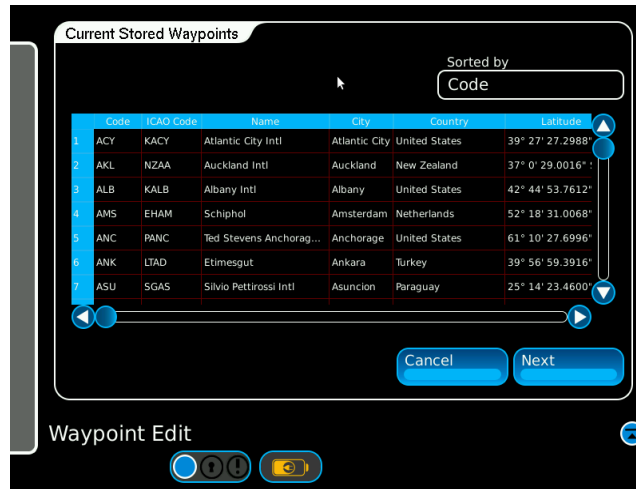 Current Stored Waypoints
Sorted by
Code
Code ICAO Code Name City Country Latitude
1 ACY KACY Atlantic City Intl Atlantic City United States 39° 27' 27.2988"
2 AKL NZAA Auckland Intl Auckland New Zealand 37° 0' 29.0016"
3 ALB KALB Albany Intl Albany United States 42° 44' 53.7612"
4 AMS EHAM Schiphol Amsterdam Netherlands 52° 18' 31.0068"
5 ANC PANC Ted Stevens Anchorag... Anchorage United States 61° 10' 27.6996"
6 ANK LTAD Etimesgut Ankara Turkey 39° 56' 59.3916"
7 ASU SGAS Silvio Pettirossi Intl Asuncion Paraguay 25° 14' 23.4600"
Cancel Next
Waypoint Edit